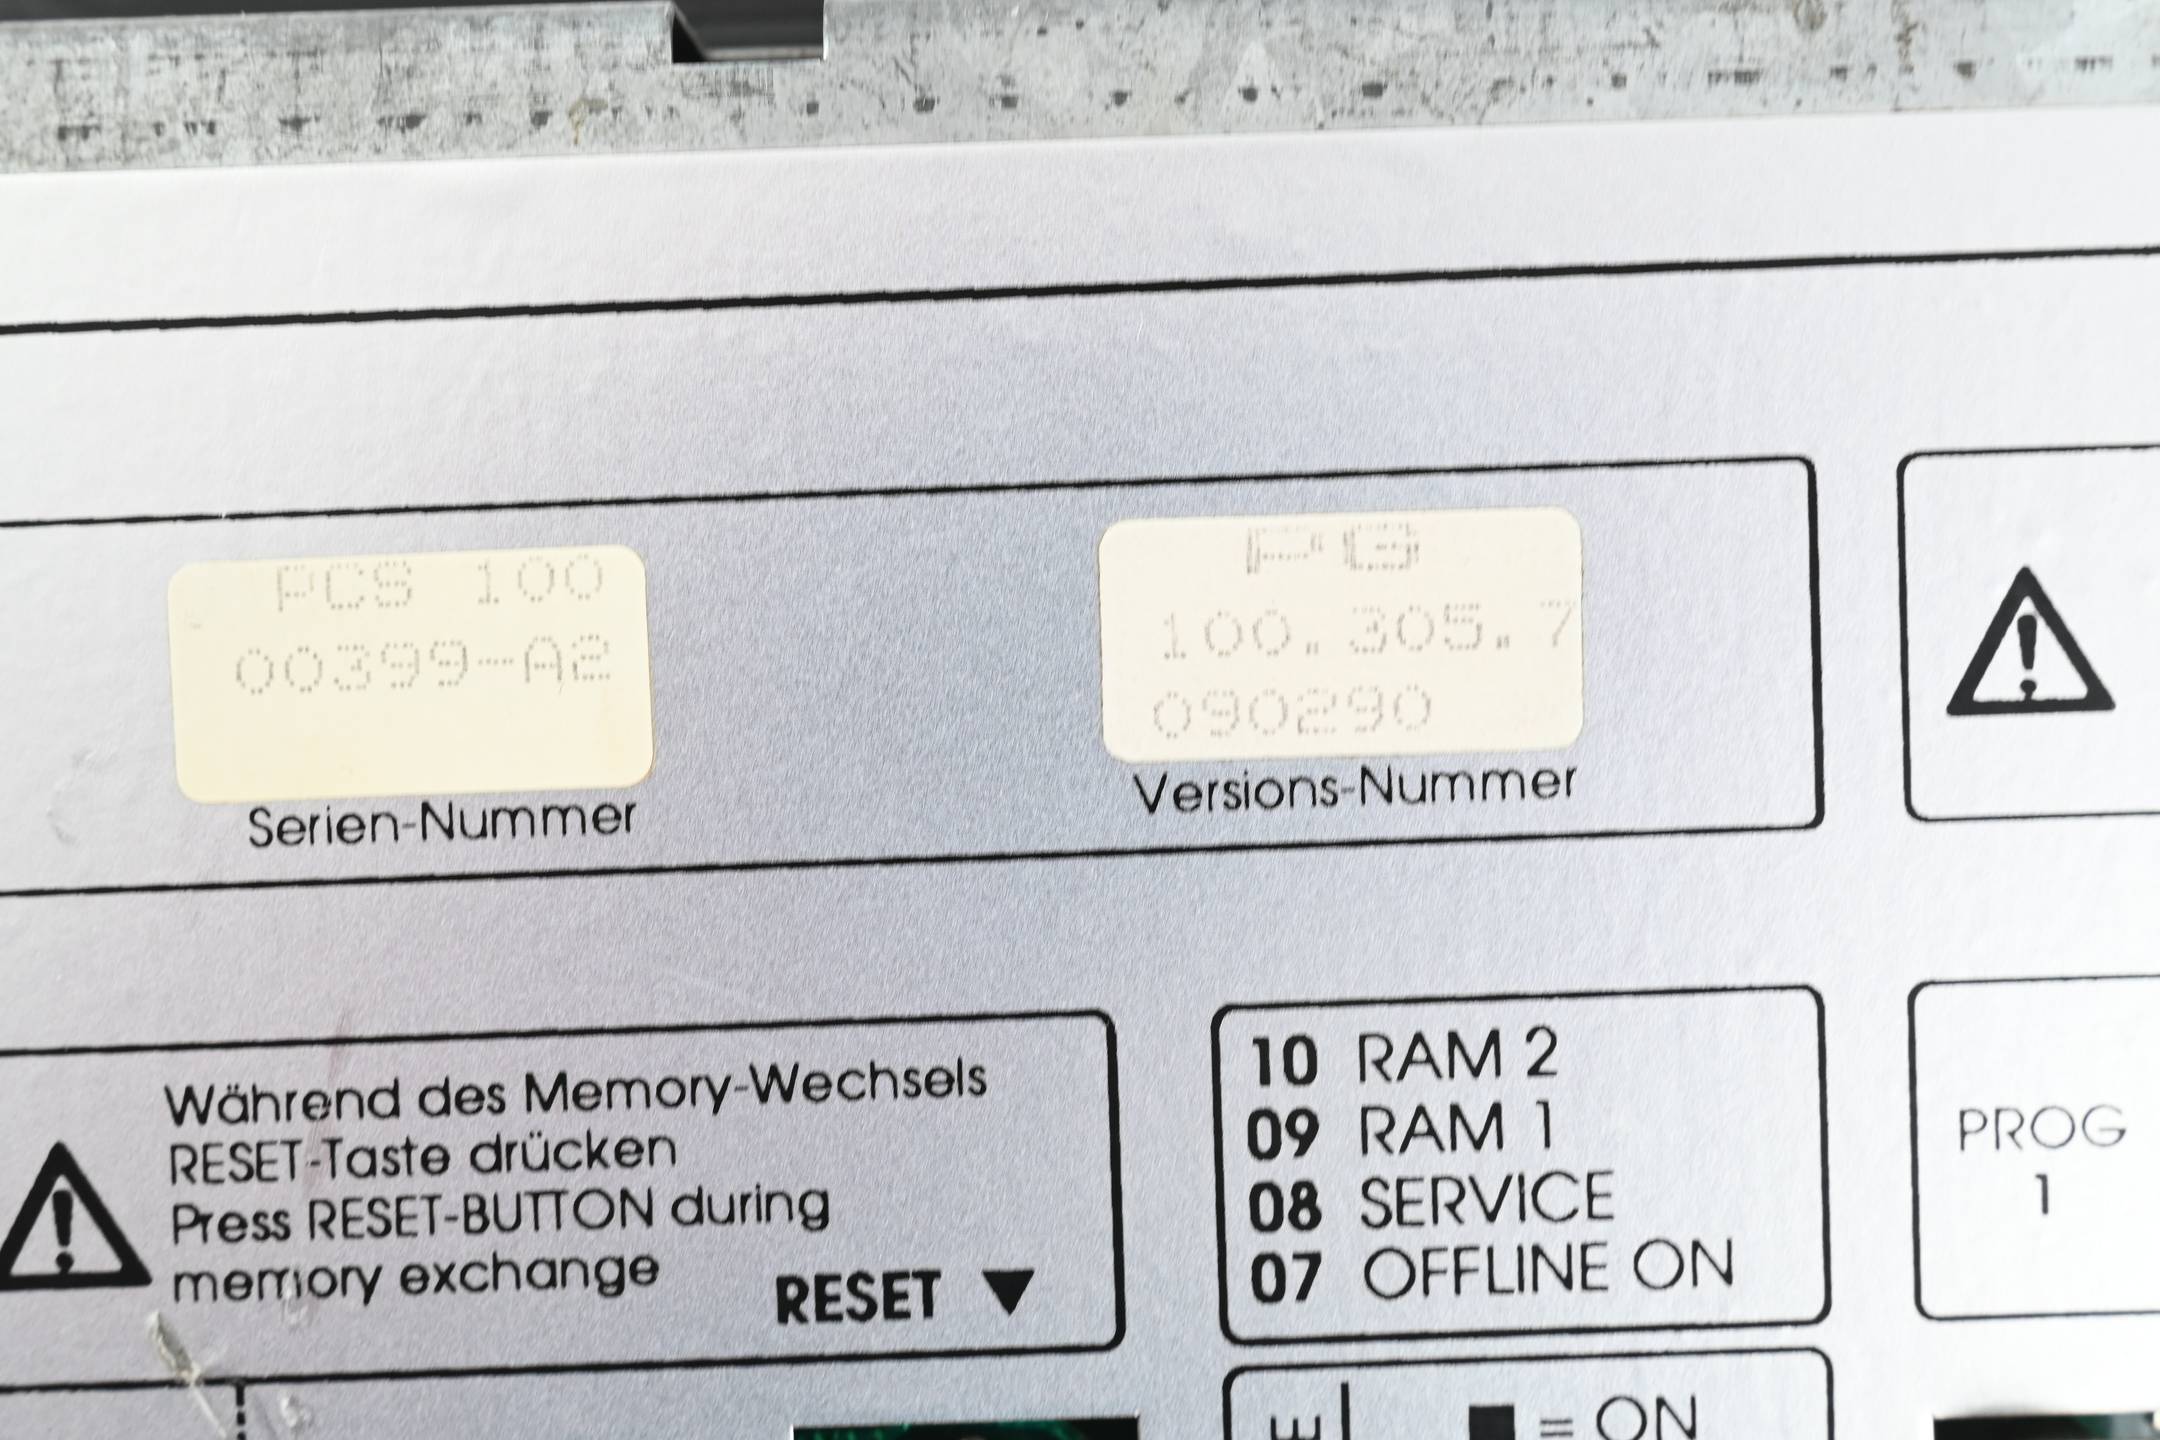 PCS 100
00399-A2
Serien-Nummer
PG
100.305.7
090290
Versions-Nummer
Während des Memory-Wechsels
RESET-Taste drücken
Press RESET-BUTTON during
memory exchange
RESET ▼
10 RAM 2
09 RAM 1
08 SERVICE
07 OFFLINE ON
PROG
1
■ = ON